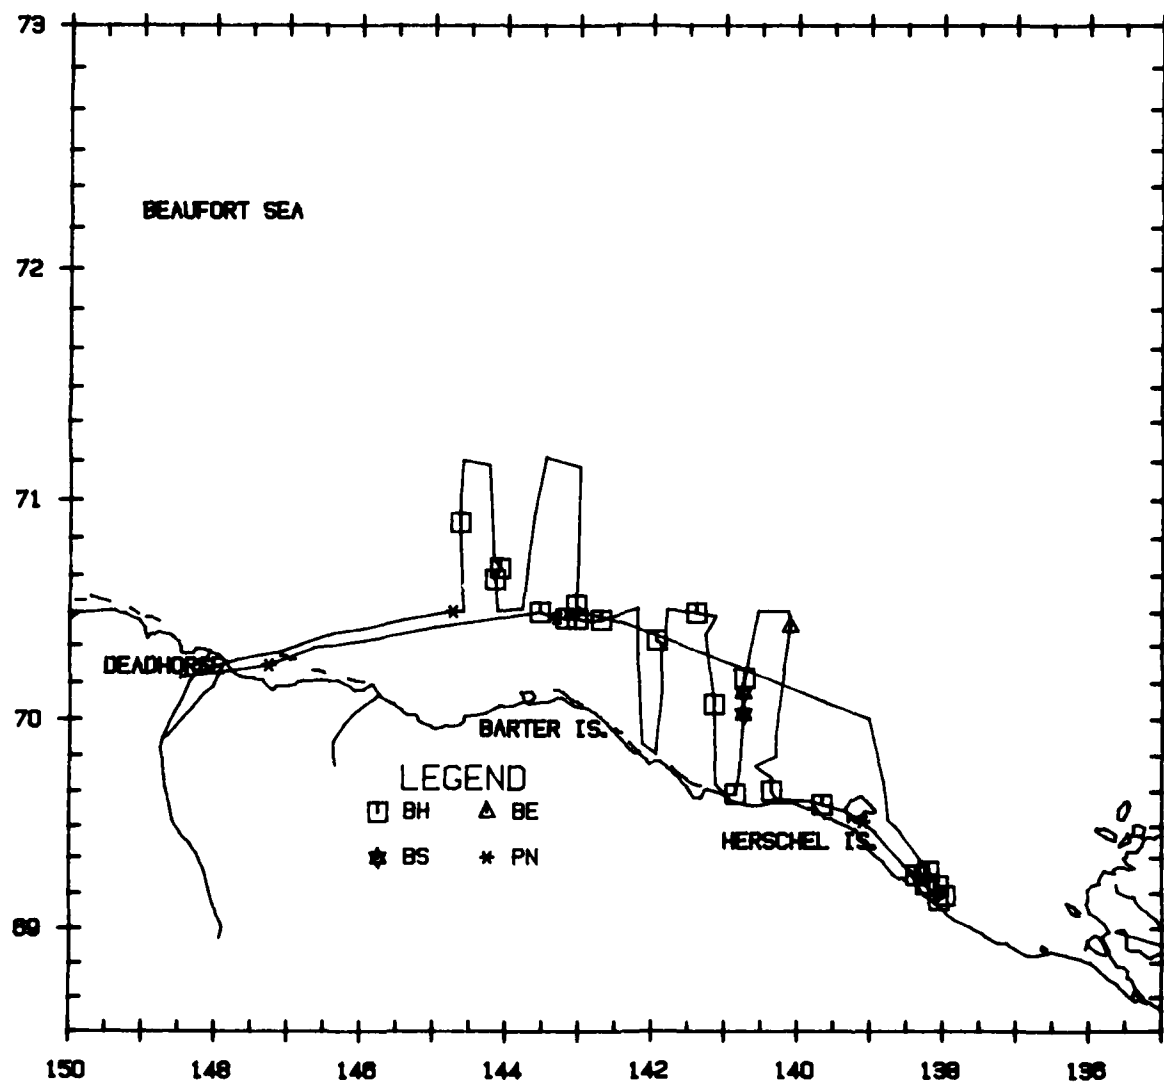 73
BEAUFORT SEA
72
71
DEADHORSE
70
BARTER IS.
LEGEND
BH BE
HERSCHEL IS.
BS PN
69
150 148 146 144 142 140 138 136